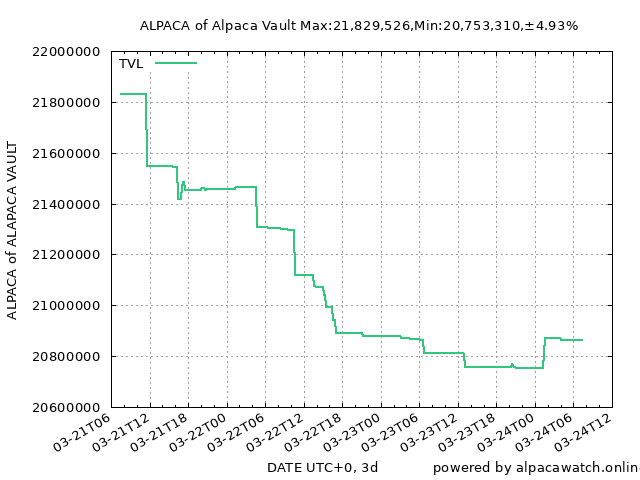 ALPACA of Alpaca Vault Max:21,829,526,Min:20,753,310,±4.93%
TVL
22000000
21800000
21600000
21400000
21200000
21000000
20800000
20600000
ALPACA of ALAPACA VAULT
03-21T06
03-21T12
03-21T18
03-22T00
03-22T06
03-22T12
03-22T18
03-23T00
03-23T06
03-23T12
03-23T18
03-24T00
03-24T06
03-24T12
DATE UTC+0, 3d
powered by alpacawatch.onlin